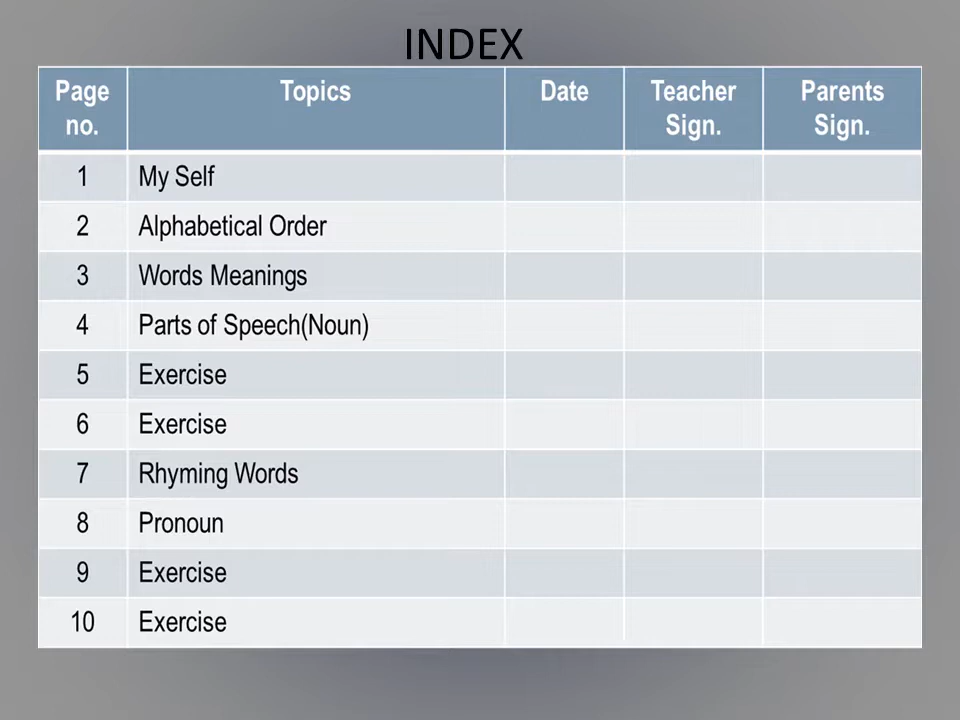 INDEX
Page no. Topics Date Teacher Sign. Parents Sign.
1 My Self
2 Alphabetical Order
3 Words Meanings
4 Parts of Speech(Noun)
5 Exercise
6 Exercise
7 Rhyming Words
8 Pronoun
9 Exercise
10 Exercise